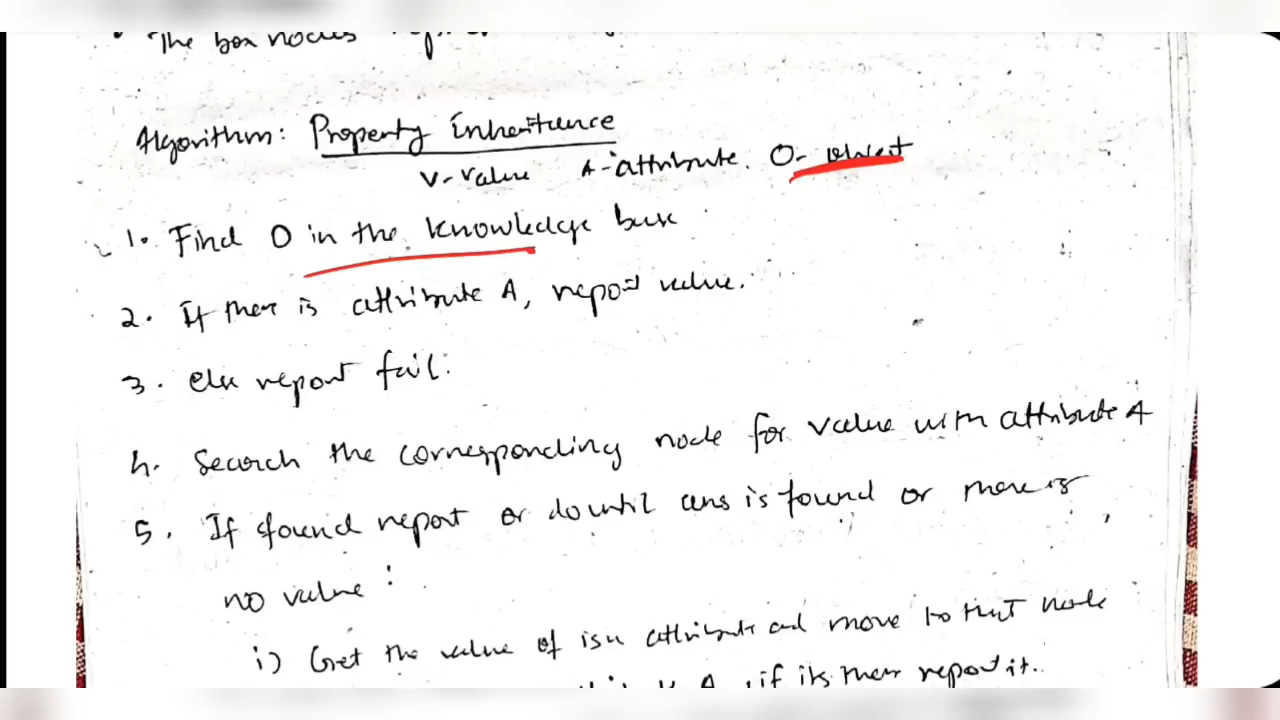 • The box nodes
Algorithm: Property Inheritence
V-Value A-attribute. O-object
1. Find O in the knowledge base
2. If there is attribute A, report value.
3. else report fail.
4. Search the corresponding node for value with attribute A
5. If found report or do until ans is found or there is
no value :
i) Get the value of isa attribute and move to that node
A, if its there report it.